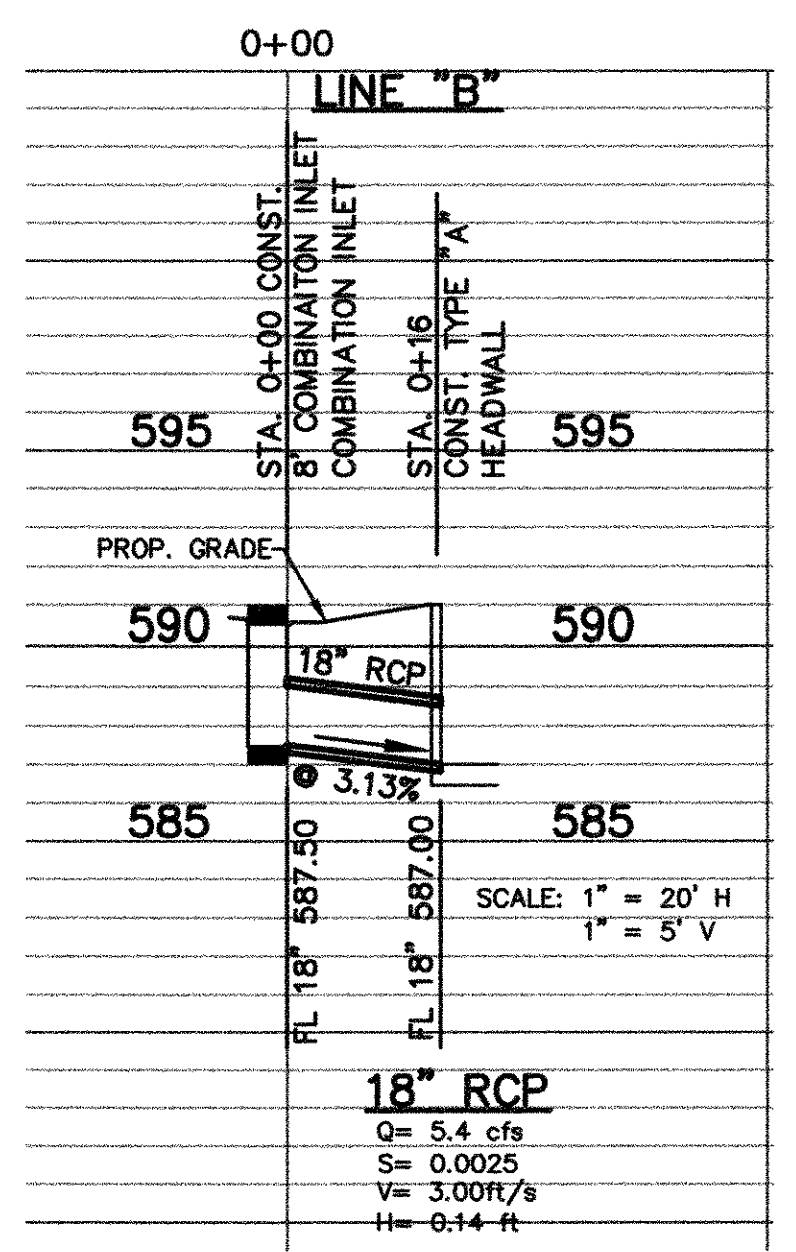 0+00
LINE "B"
STA. 0+00 CONST.
8' COMBINAITON INLET
COMBINATION INLET
STA. 0+16
CONST. TYPE "A"
HEADWALL
595
595
PROP. GRADE
590
590
18" RCP
@ 3.13%
585
585
FL 18" 587.50
FL 18" 587.00
SCALE: 1" = 20' H
1" = 5' V
18" RCP
Q= 5.4 cfs
S= 0.0025
V= 3.00ft/s
H= 0.14 ft